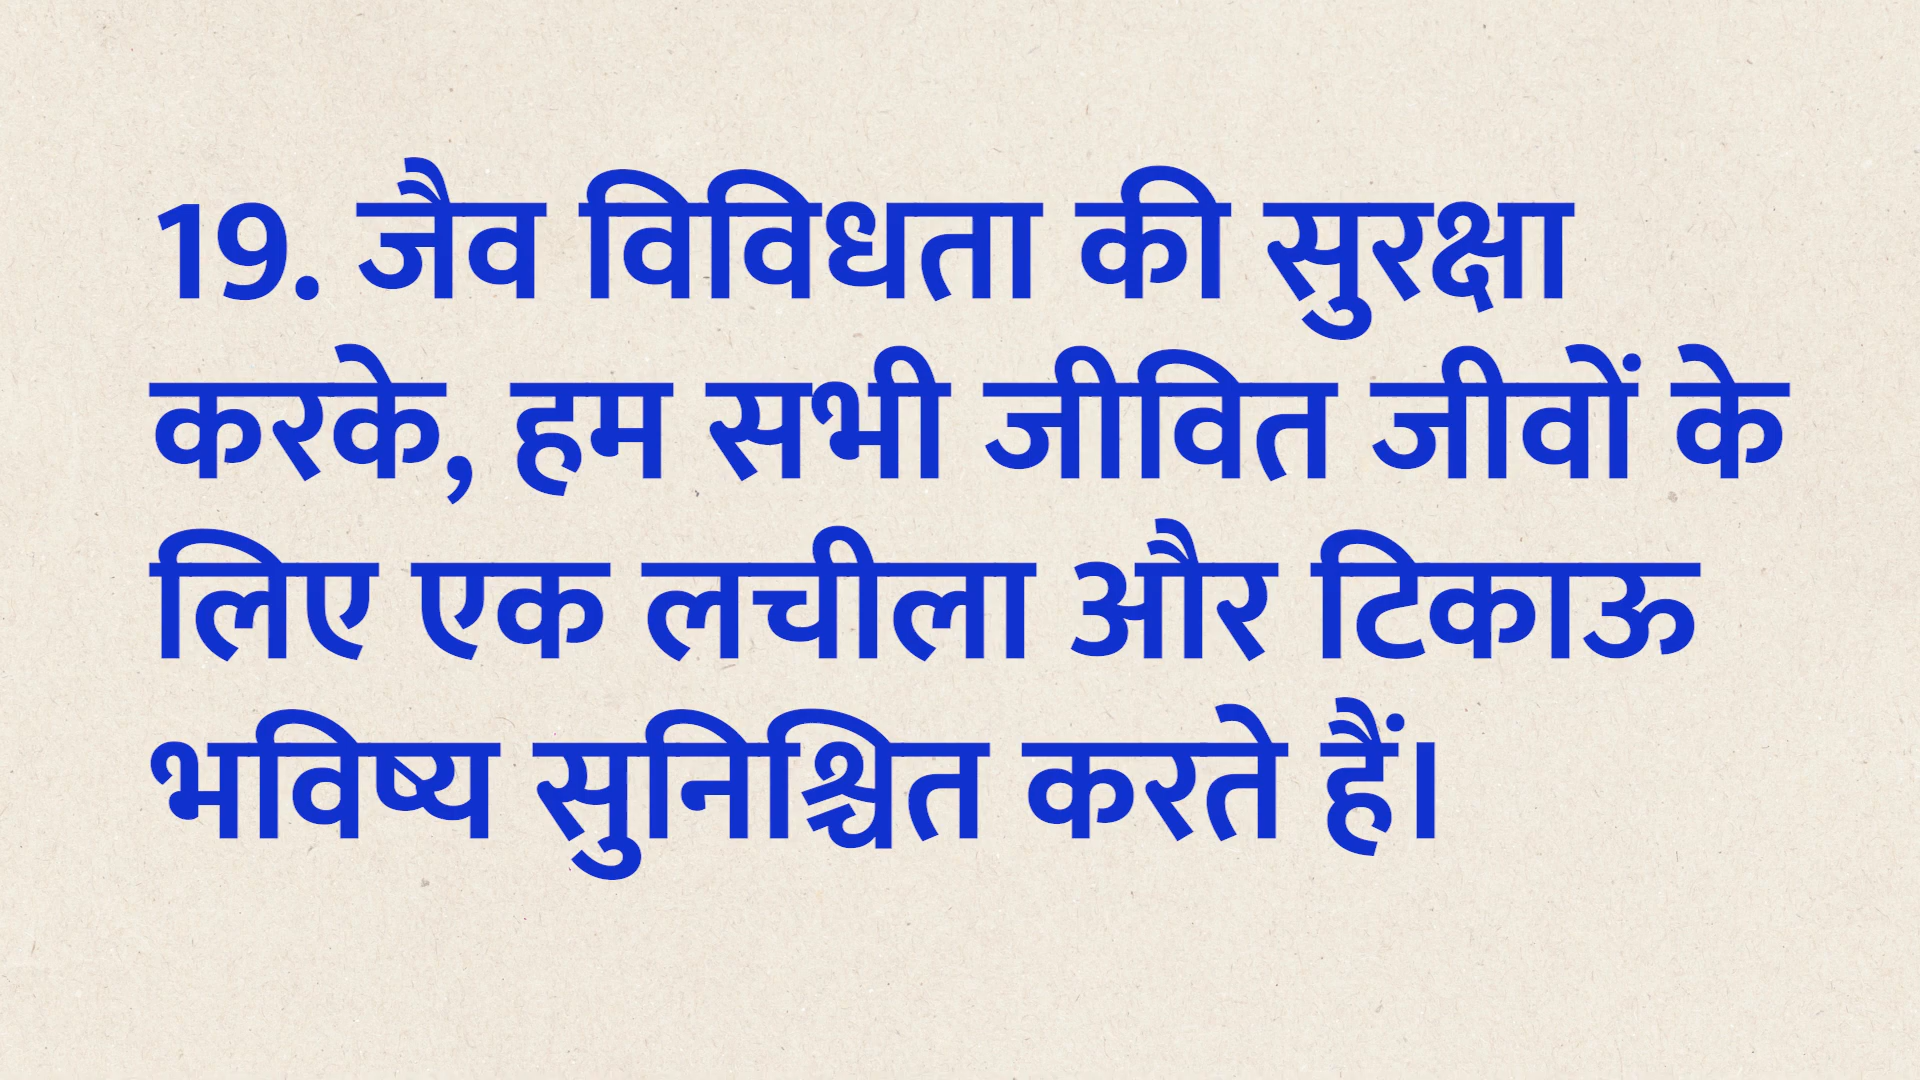 19. जैव विविधता की सुरक्षा
करके, हम सभी जीवित जीवों के
लिए एक लचीला और टिकाऊ
भविष्य सुनिश्चित करते हैं।